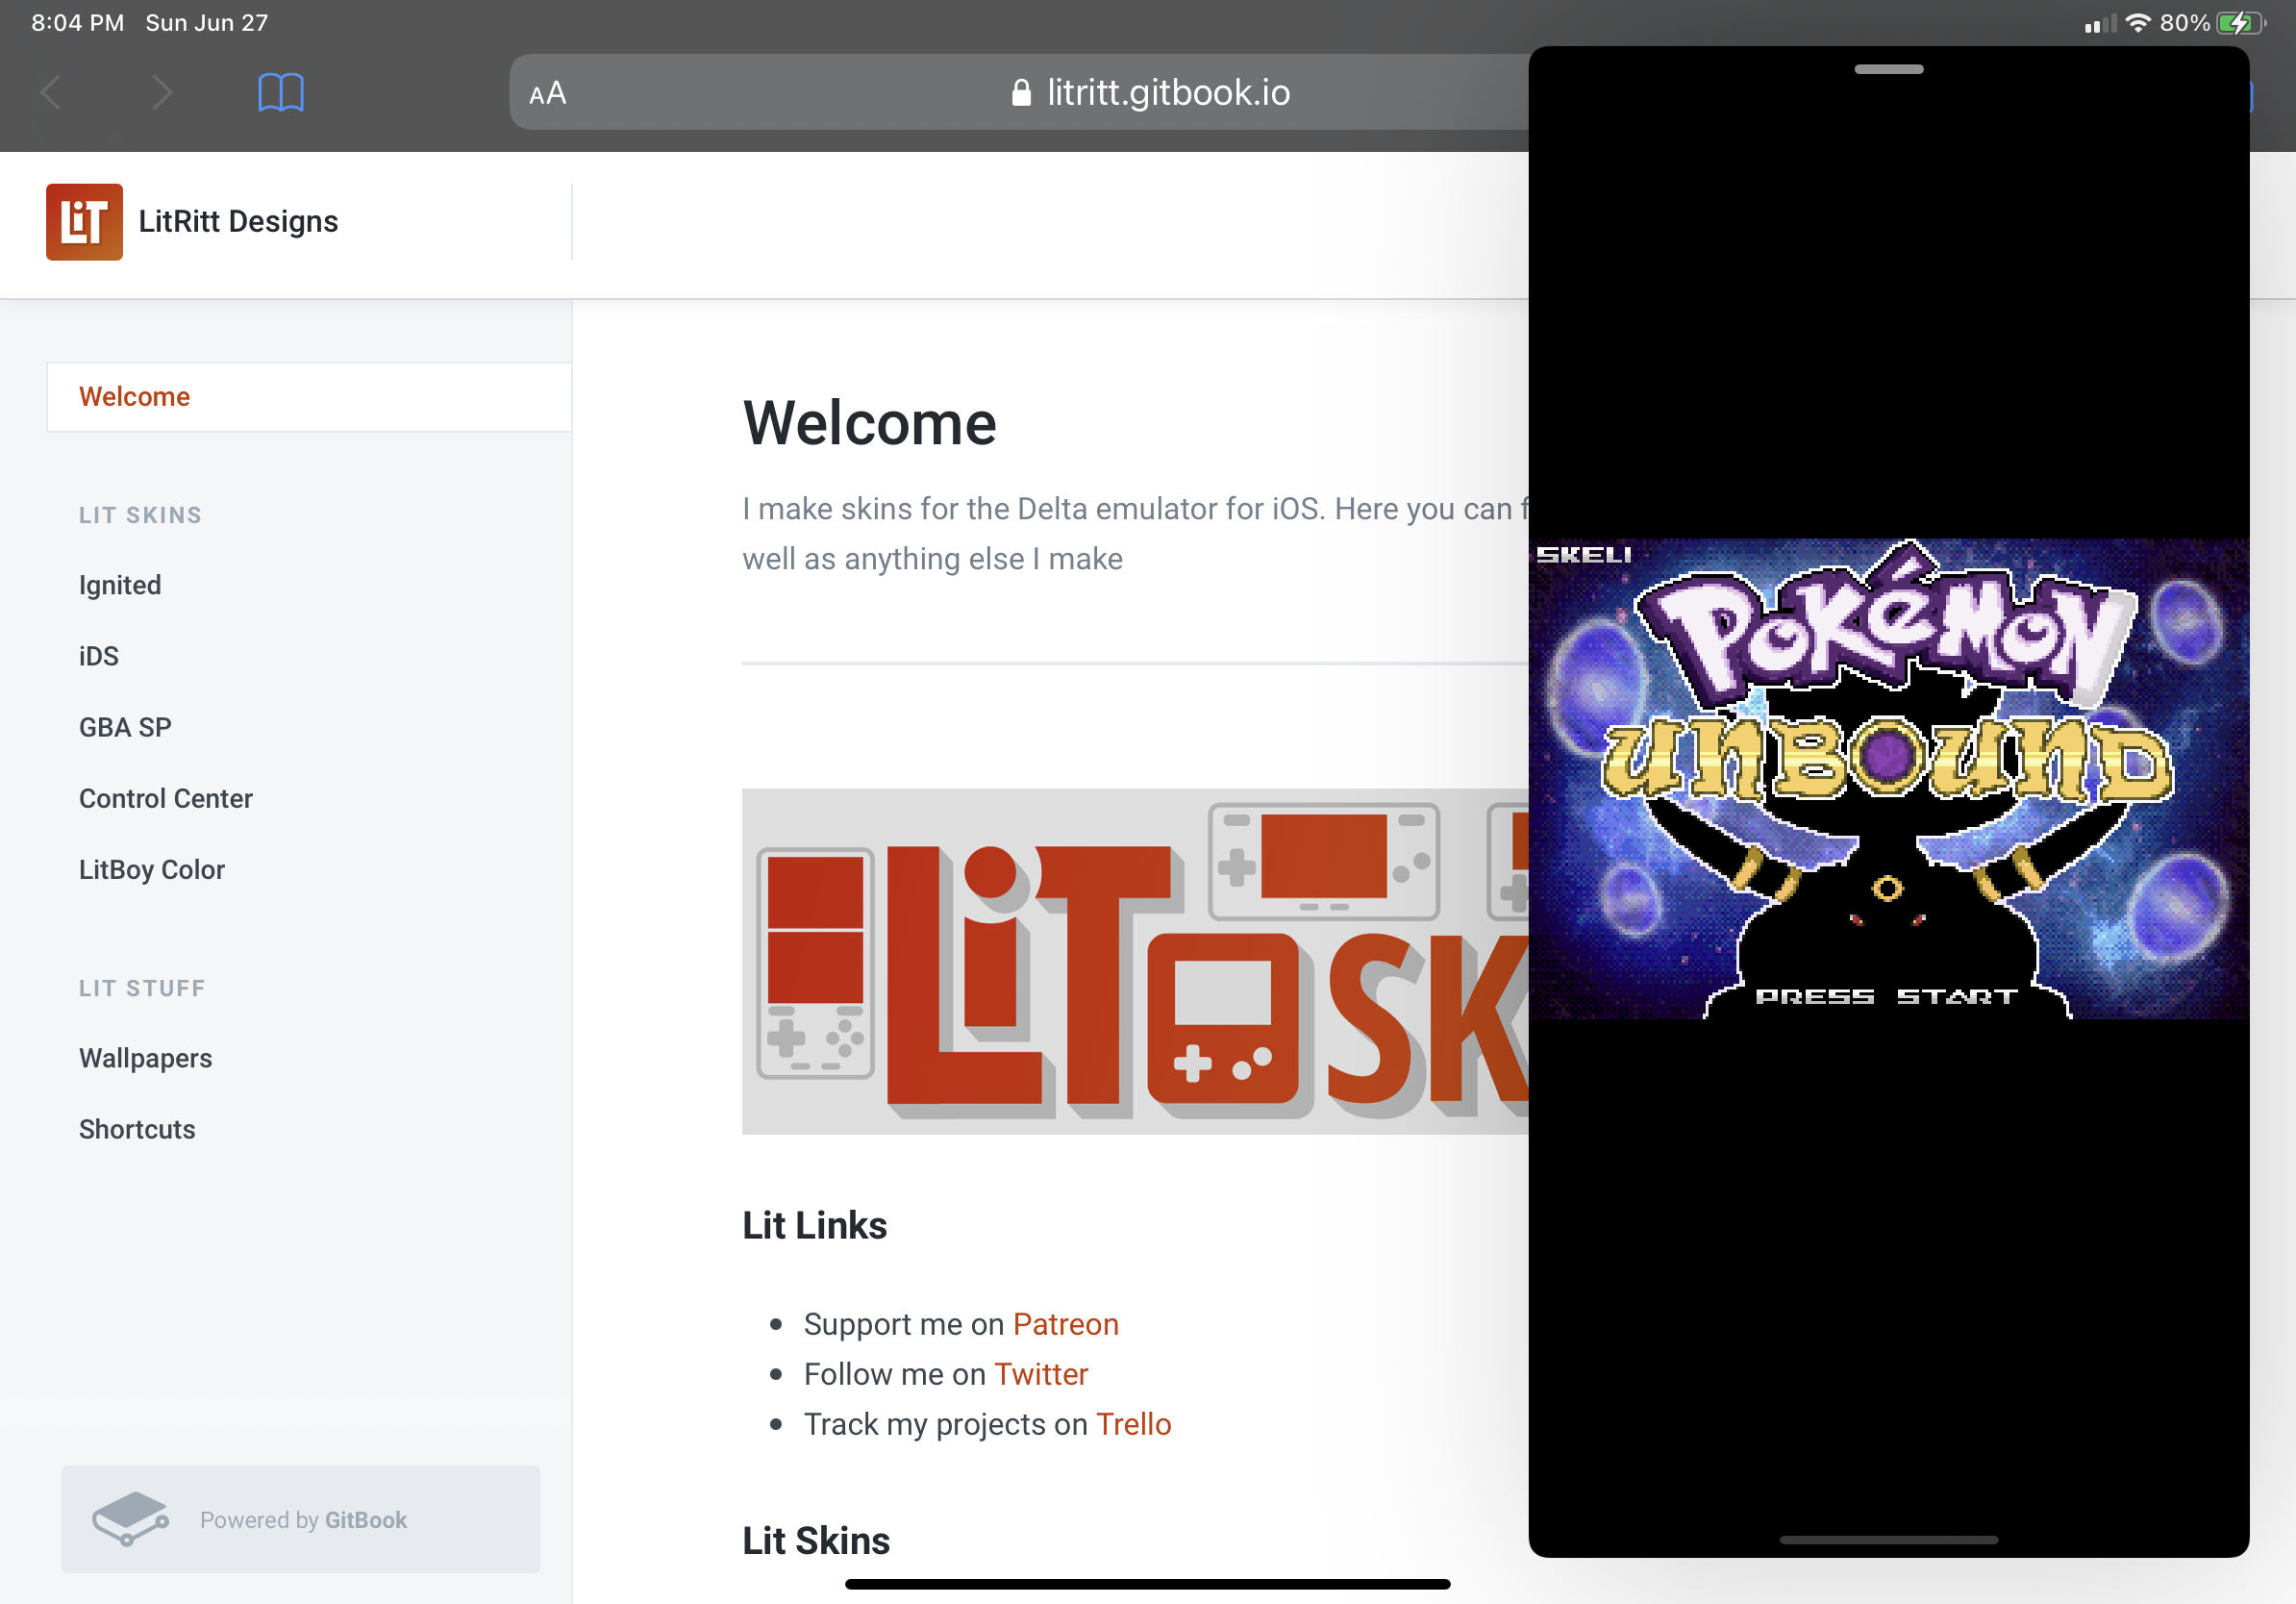 8:04 PM Sun Jun 27
80%
AA
litritt.gitbook.io
LiT
LitRitt Designs
Welcome
LIT SKINS
Ignited
iDS
GBA SP
Control Center
LitBoy Color
LIT STUFF
Wallpapers
Shortcuts
Powered by GitBook
Welcome
I make skins for the Delta emulator for iOS. Here you can
well as anything else I make
LiT SK
Lit Links
Support me on Patreon
Follow me on Twitter
Track my projects on Trello
Lit Skins
SKELI
POKéMON
UNBOUND
PRESS START